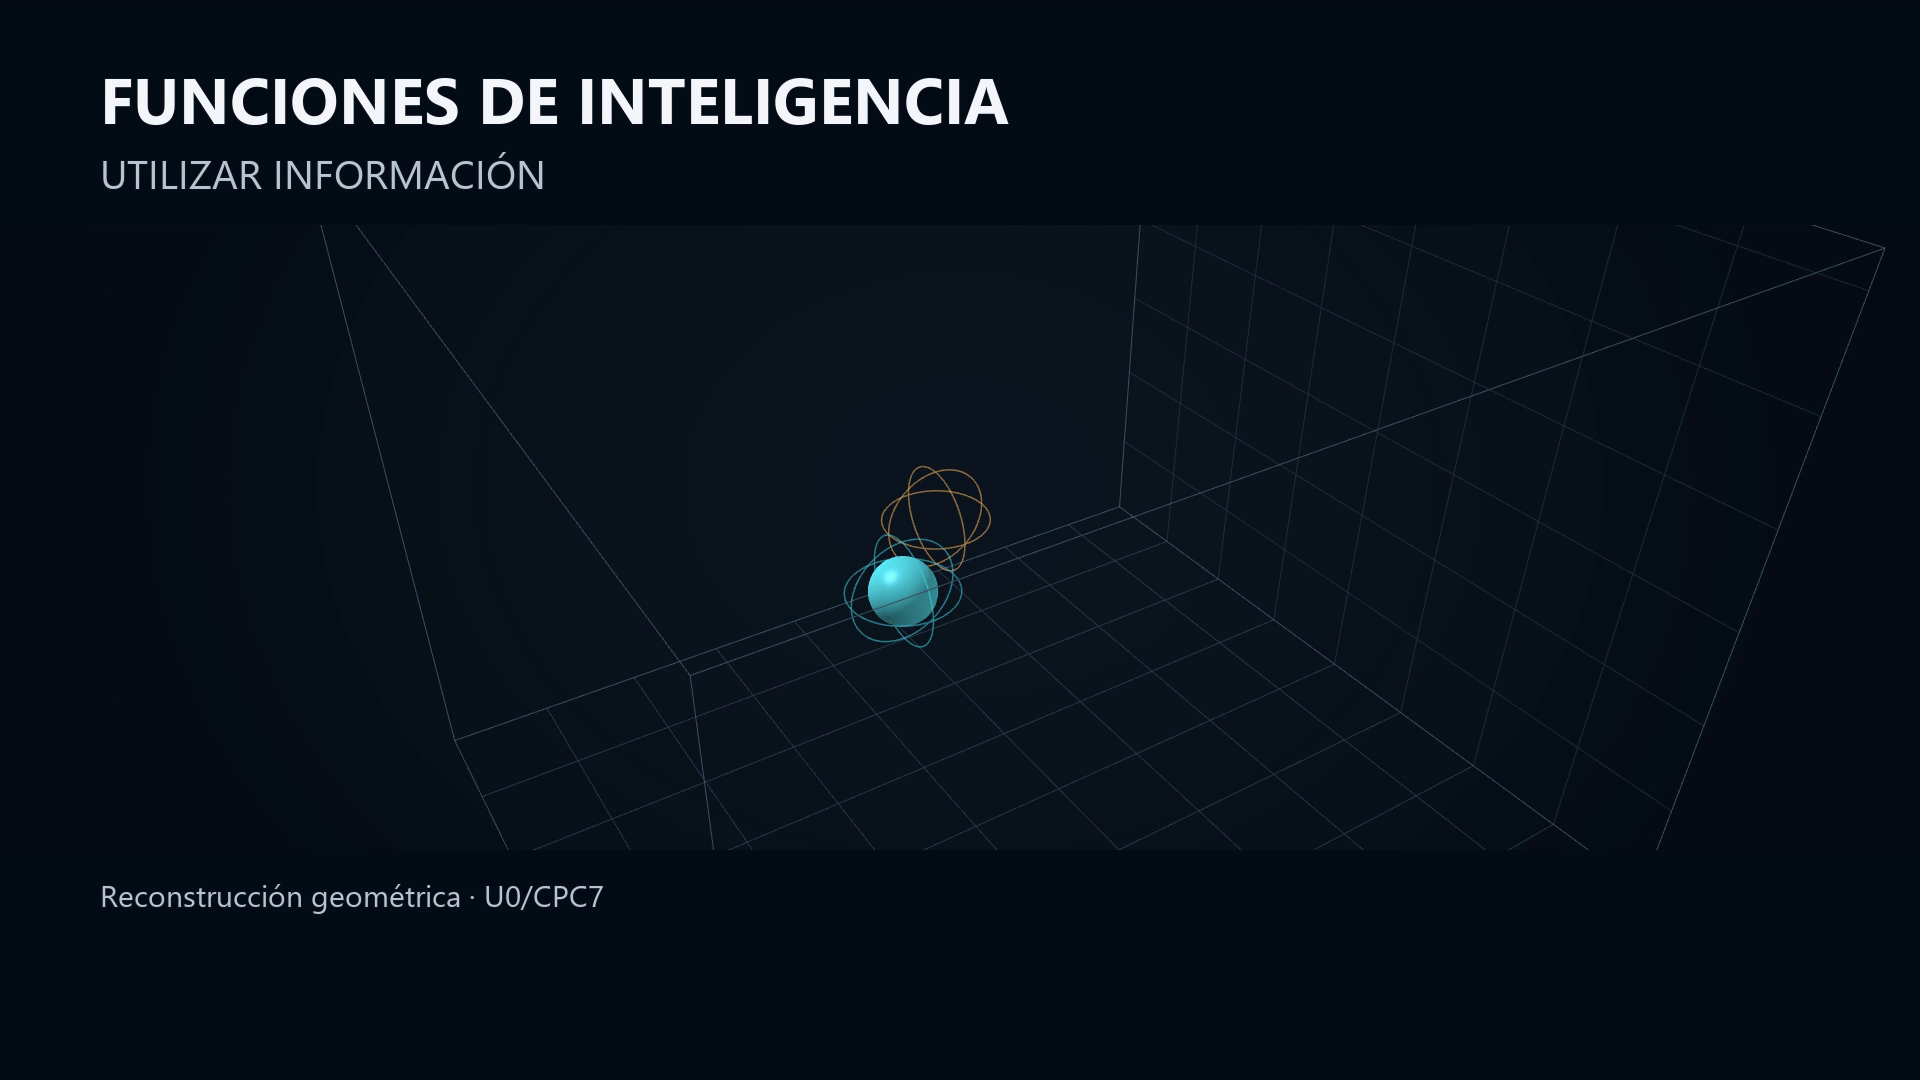 FUNCIONES DE INTELIGENCIA
UTILIZAR INFORMACIÓN
Reconstrucción geométrica · U0/CPC7